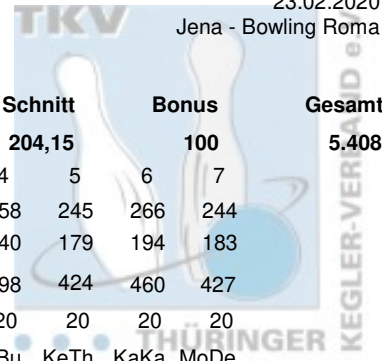 23.02.2020
TKV
Jena - Bowling Roma
Schnitt Bonus Gesamt
204,15 100 5.408
4 5 6 7
58 245 266 244
40 179 194 183
98 424 460 427
20 20 20 20
THÜRINGER
Bu KeTh KaKa MoDe
KEGLER-VERBAND e.V.